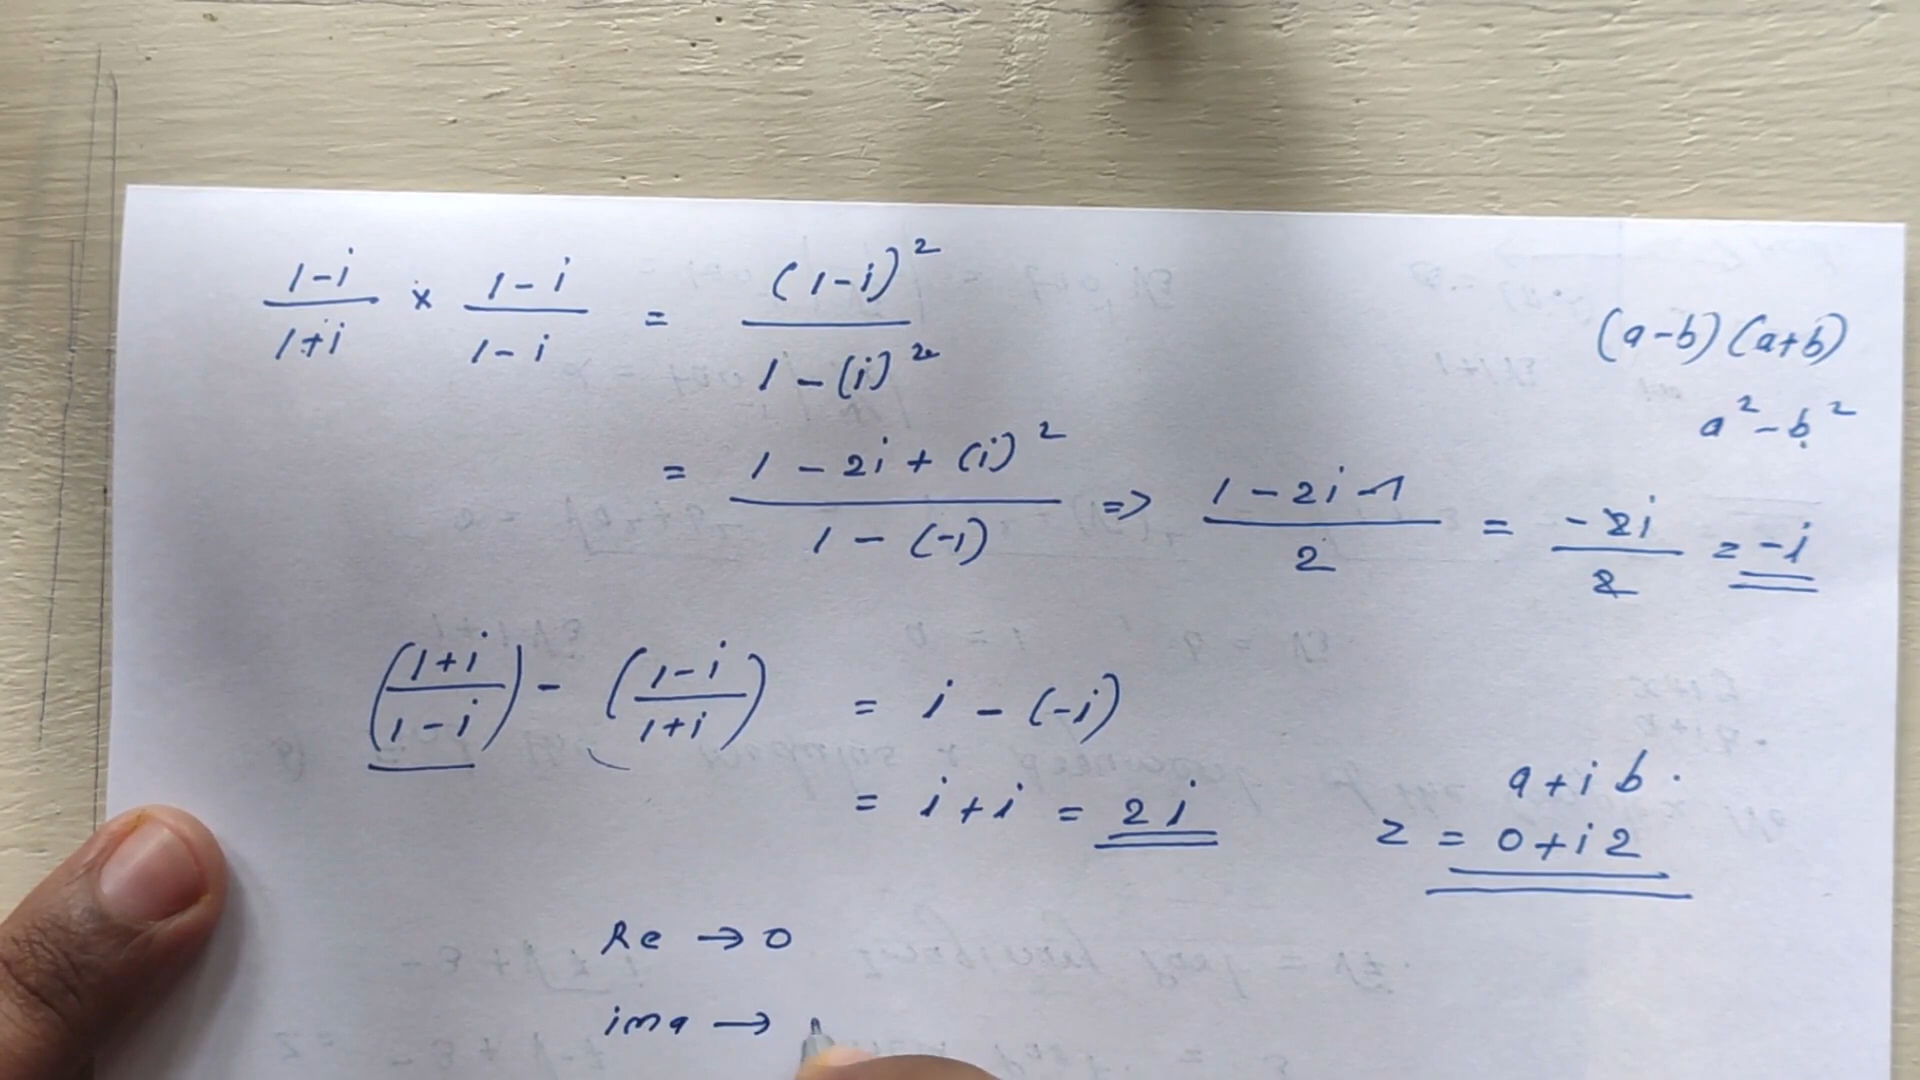 (1-i)/(1+i) × (1-i)/(1-i) = (1-i)²/(1-(i)²)
(a-b)(a+b)
a²-b²
= (1-2i+(i)²)/(1-(-1)) => (1-2i-1)/2 = -2i/2 = -i
((1+i)/(1-i)) - ((1-i)/(1+i)) = i-(-i)
= i+i = 2i
a+ib.
z = 0+i2
Re → 0
ima →